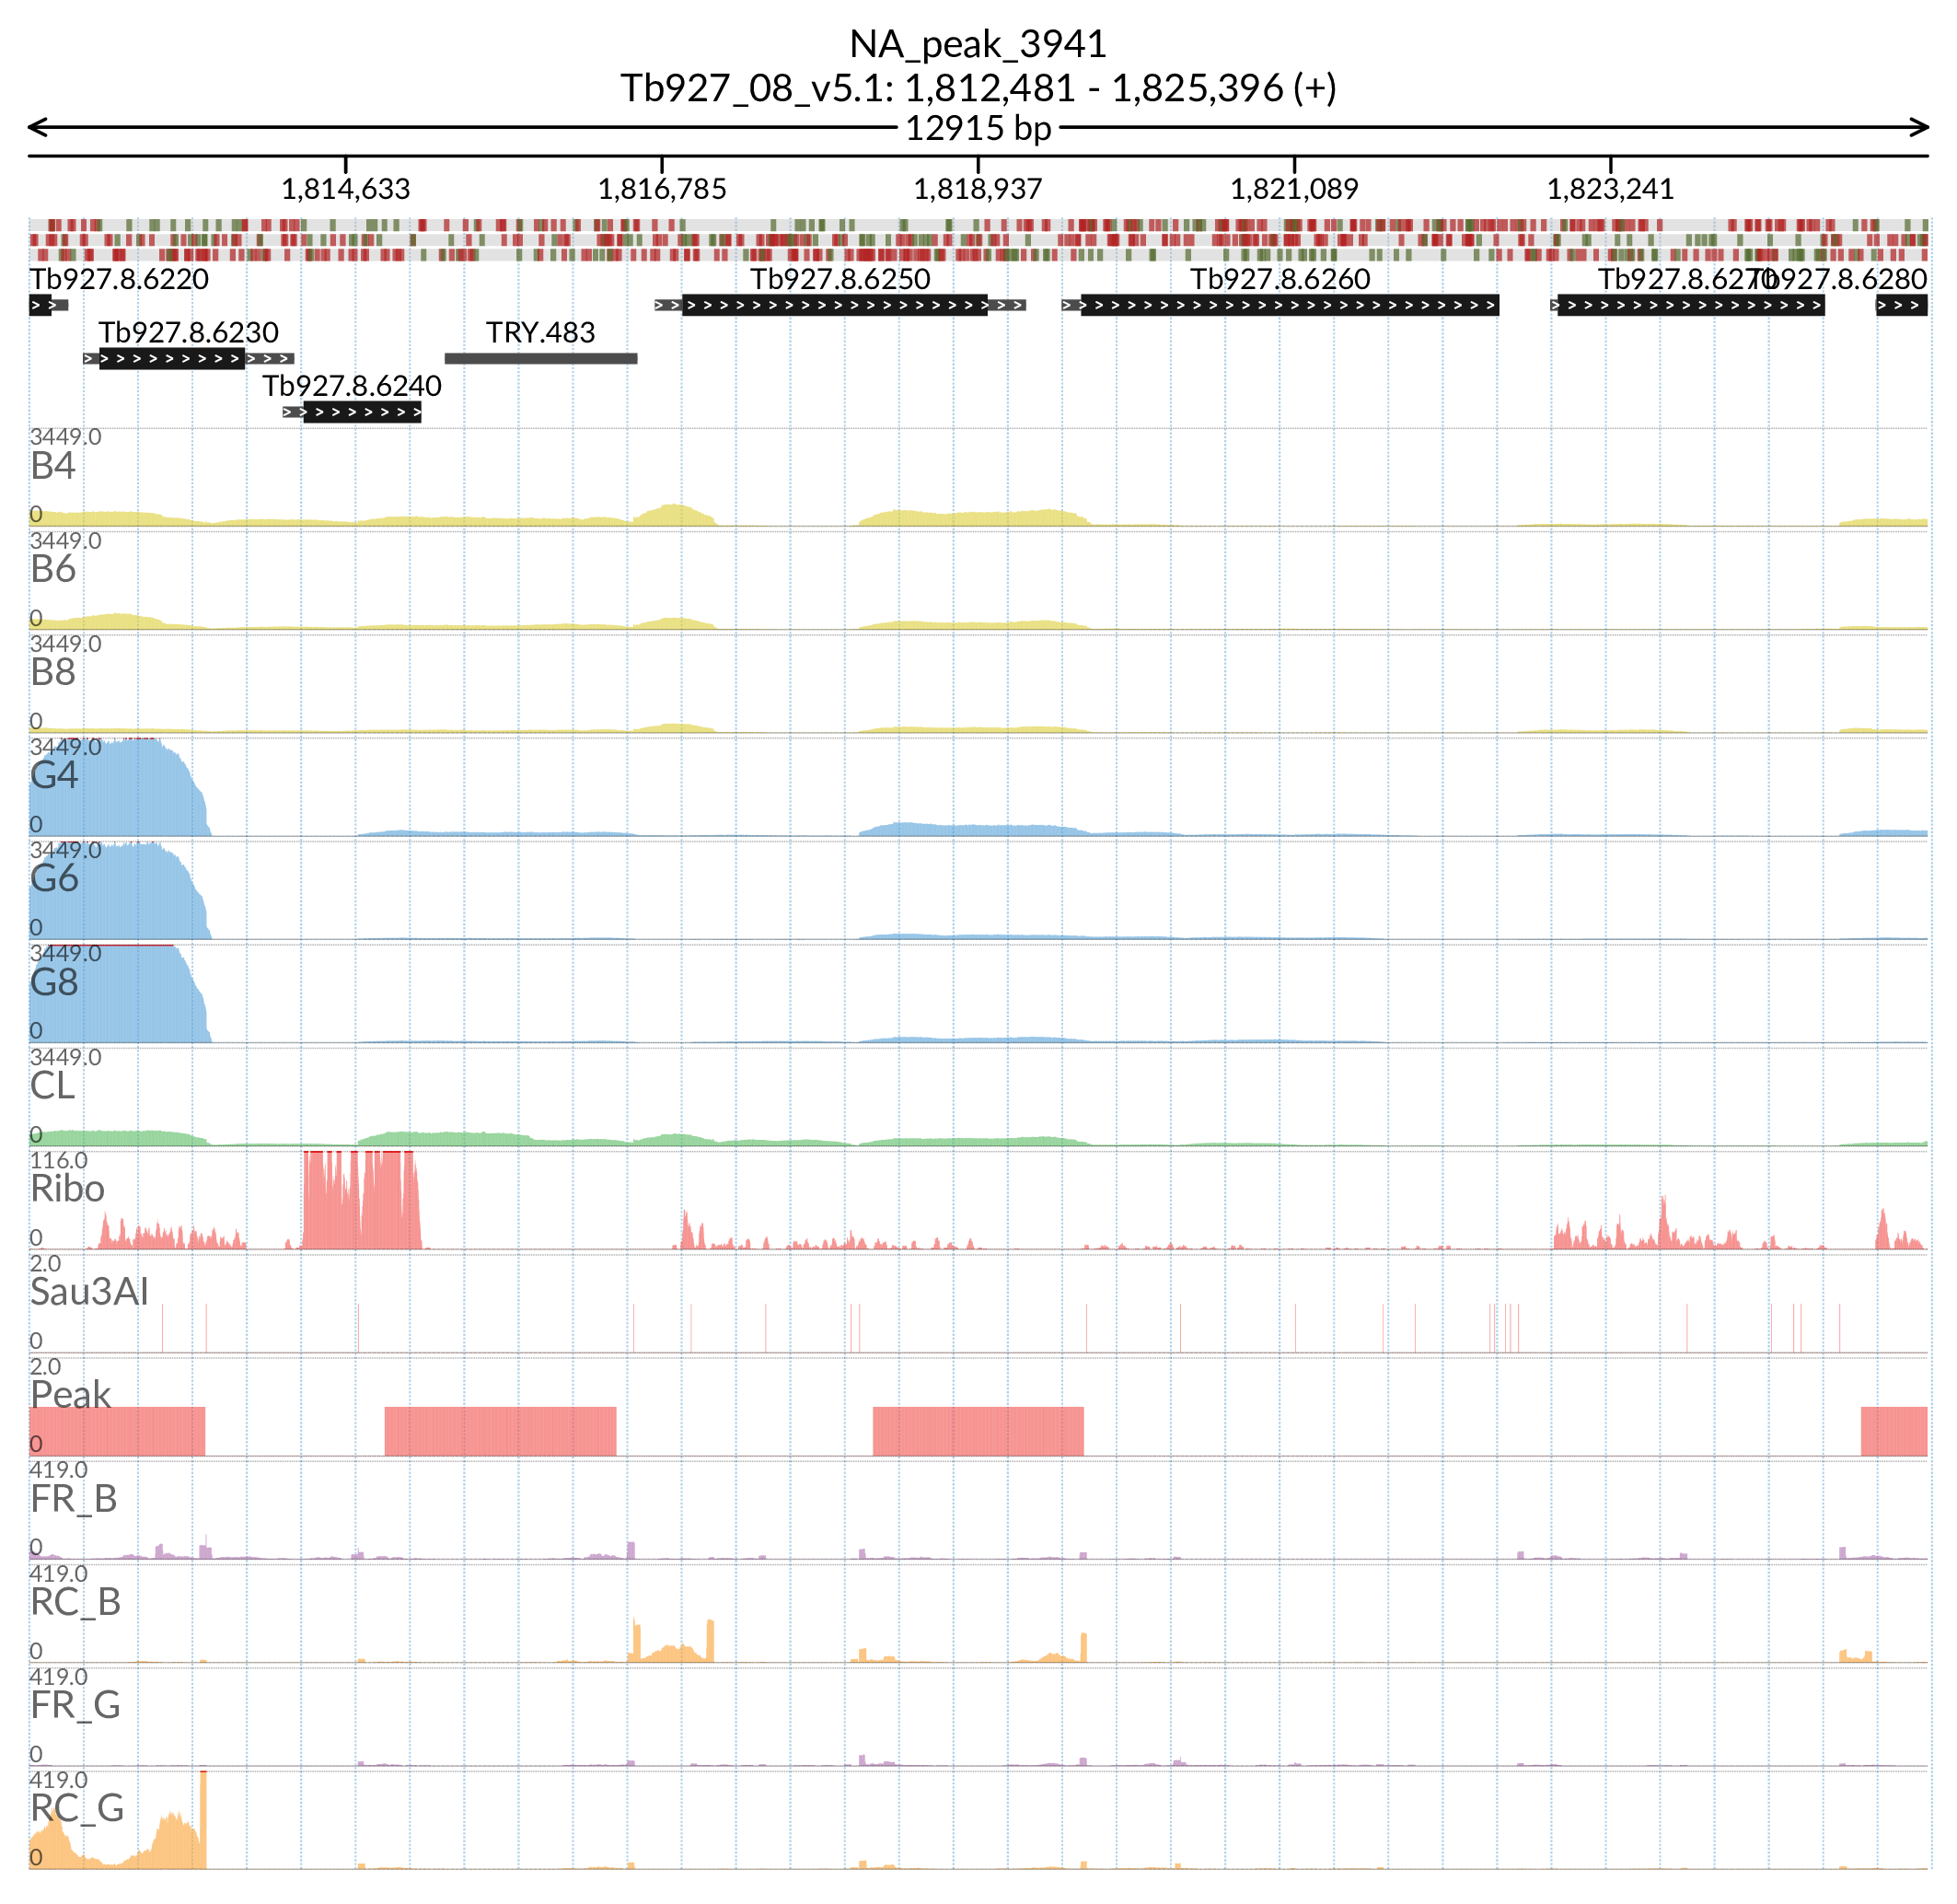 NA_peak_3941
Tb927_08_v5.1: 1,812,481 - 1,825,396 (+)
12915 bp
1,814,633 1,816,785 1,818,937 1,821,089 1,823,241
Tb927.8.6220 Tb927.8.6250 Tb927.8.6260 Tb927.8.6270 Tb927.8.6280
Tb927.8.6230 TRY.483
Tb927.8.6240
3449.0
B4
0
3449.0
B6
0
3449.0
B8
0
3449.0
G4
0
3449.0
G6
0
3449.0
G8
0
3449.0
CL
0
116.0
Ribo
0
2.0
Sau3AI
0
2.0
Peak
0
419.0
FR_B
0
419.0
RC_B
0
419.0
FR_G
0
419.0
RC_G
0